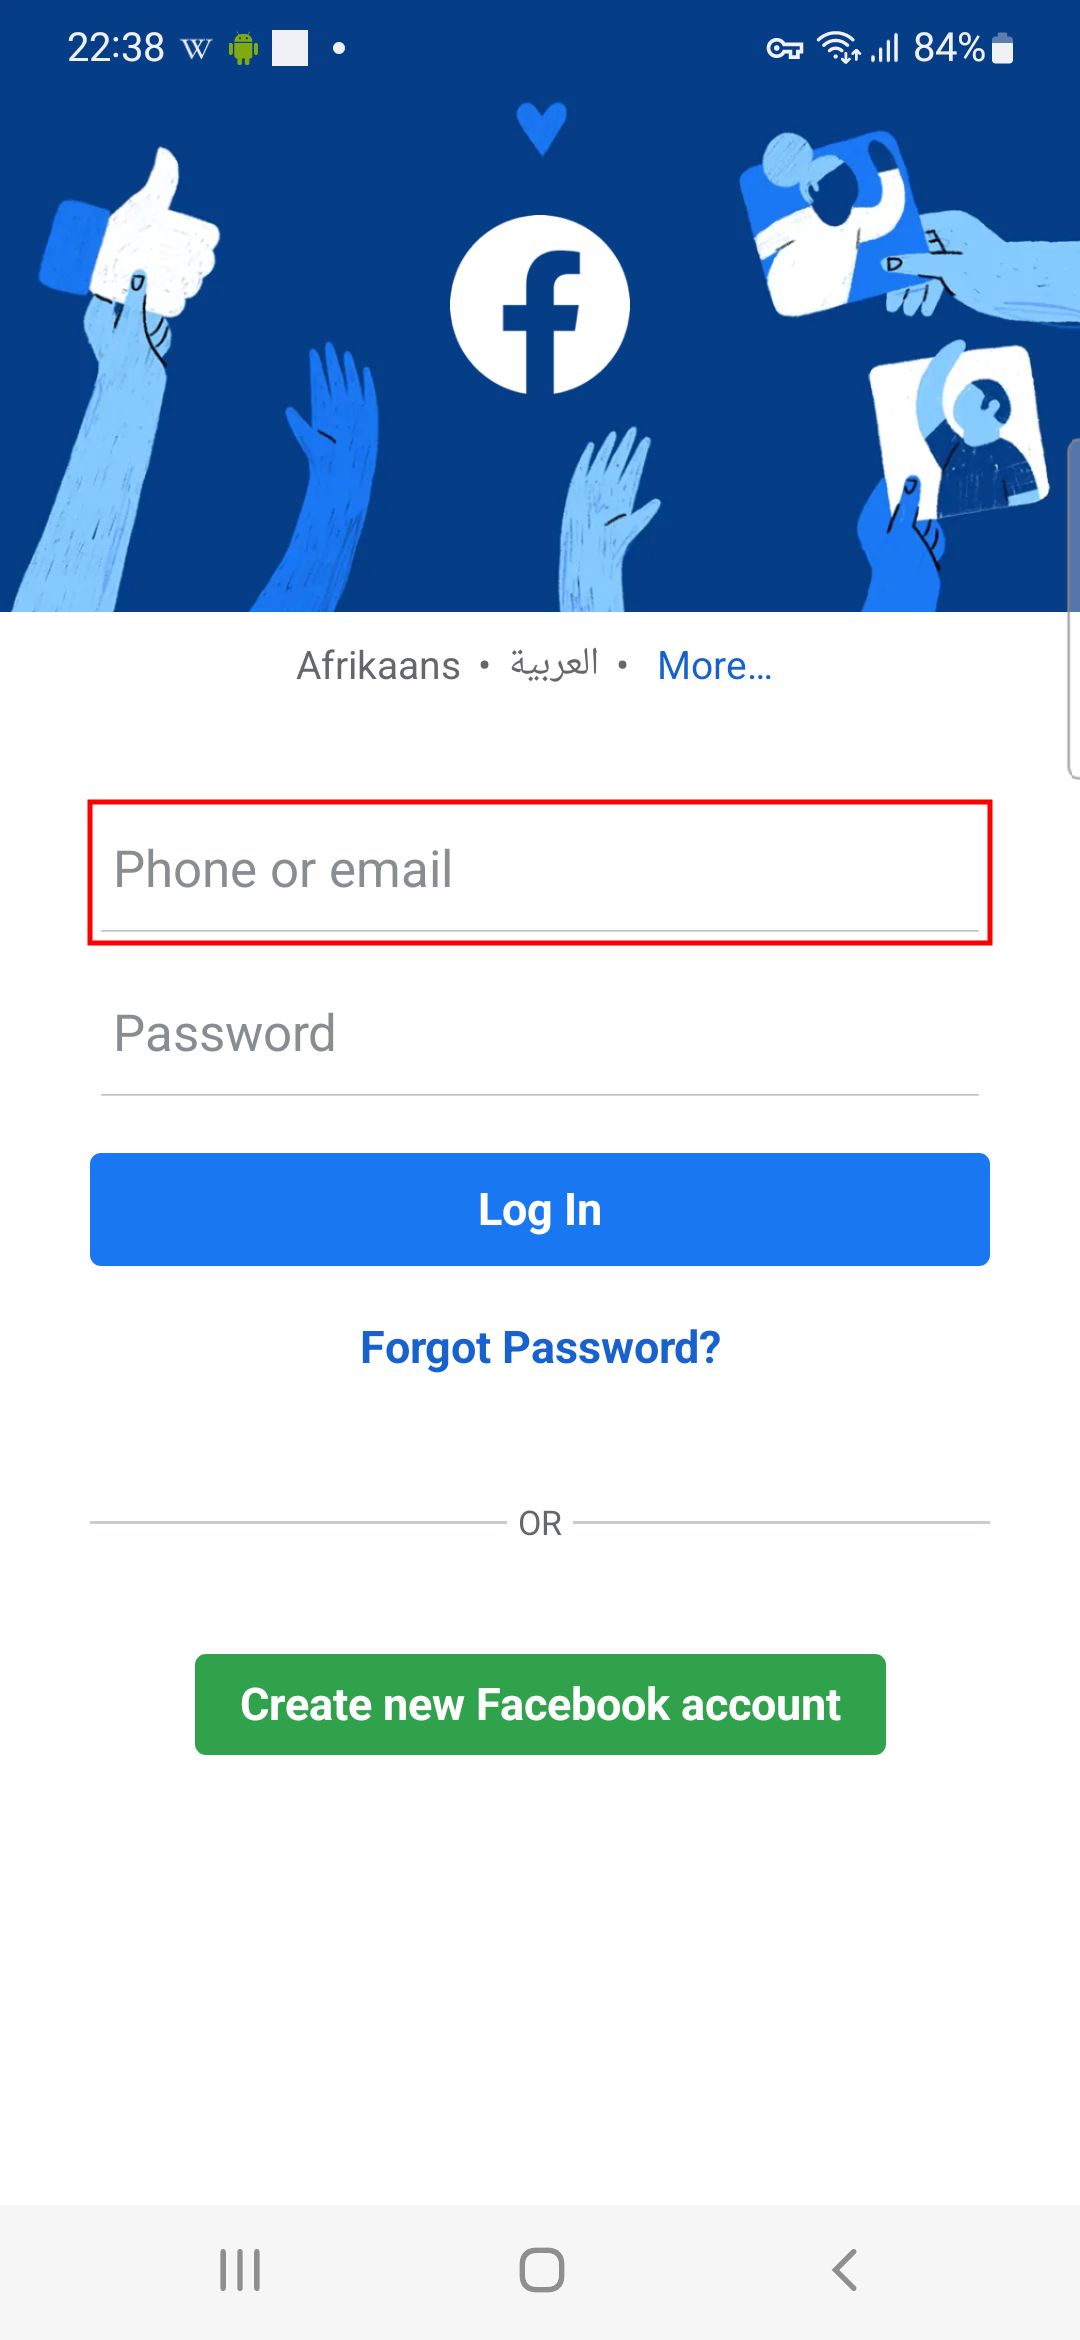 22:38 W 84%
Afrikaans • العربية • More...
Phone or email
Password
Log In
Forgot Password?
OR
Create new Facebook account